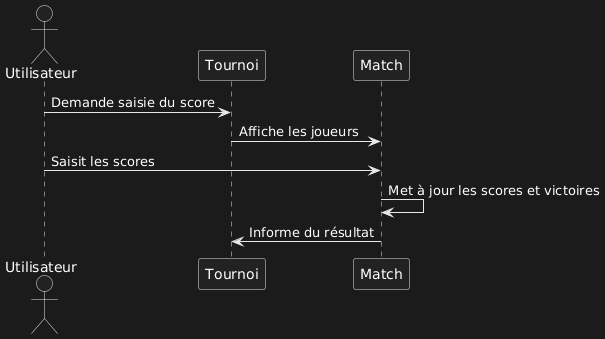 Utilisateur
Tournoi
Match
Demande saisie du score
Affiche les joueurs
Saisit les scores
Met à jour les scores et victoires
Informe du résultat
Utilisateur
Tournoi
Match